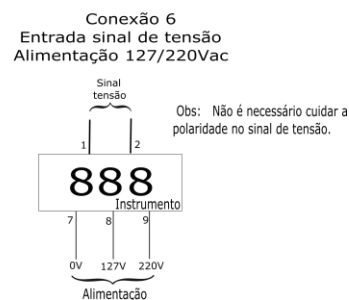 Conexão 6
Entrada sinal de tensão
Alimentação 127/220Vac
Sinal
tensão
Obs: Não é necessário cuidar a
polaridade no sinal de tensão.
1 2
888
Instrumento
7 8 9
0V 127V 220V
Alimentação